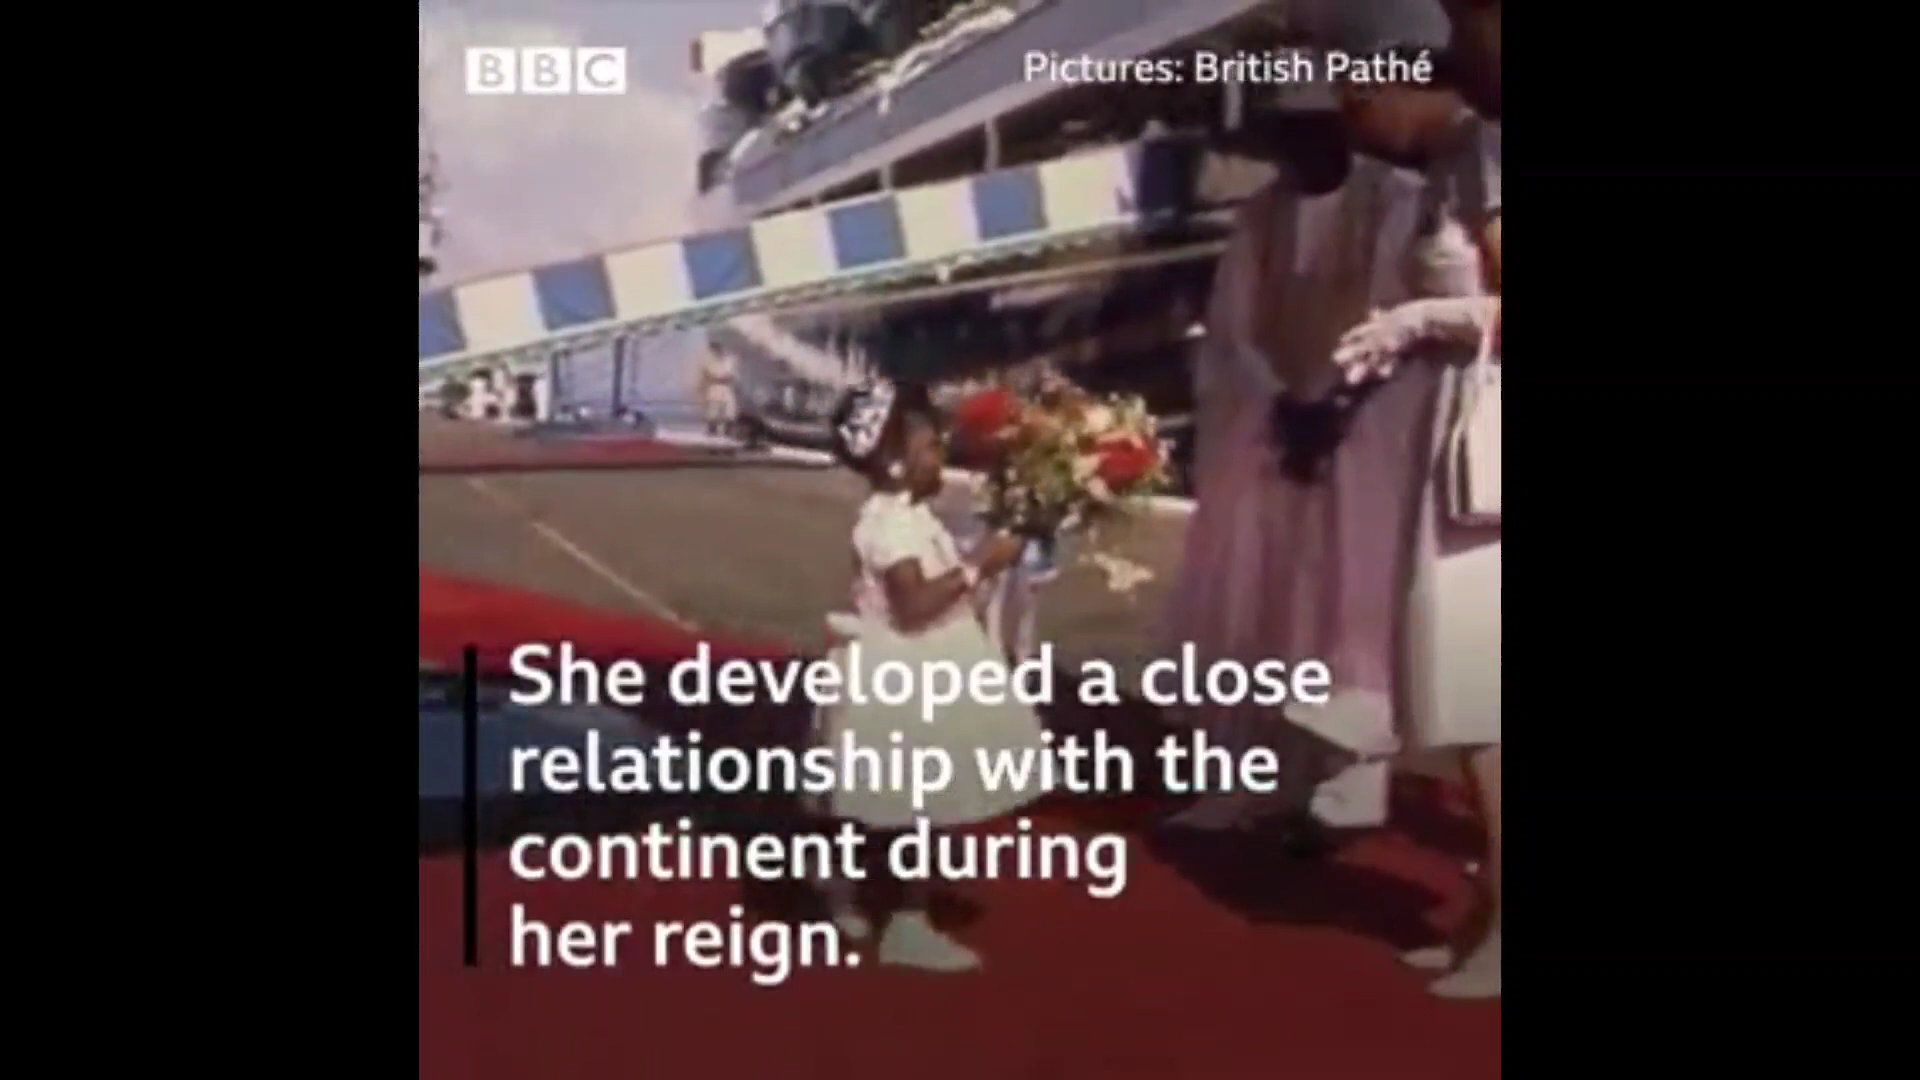 BBC
Pictures: British Pathé
She developed a close
relationship with the
continent during
her reign.